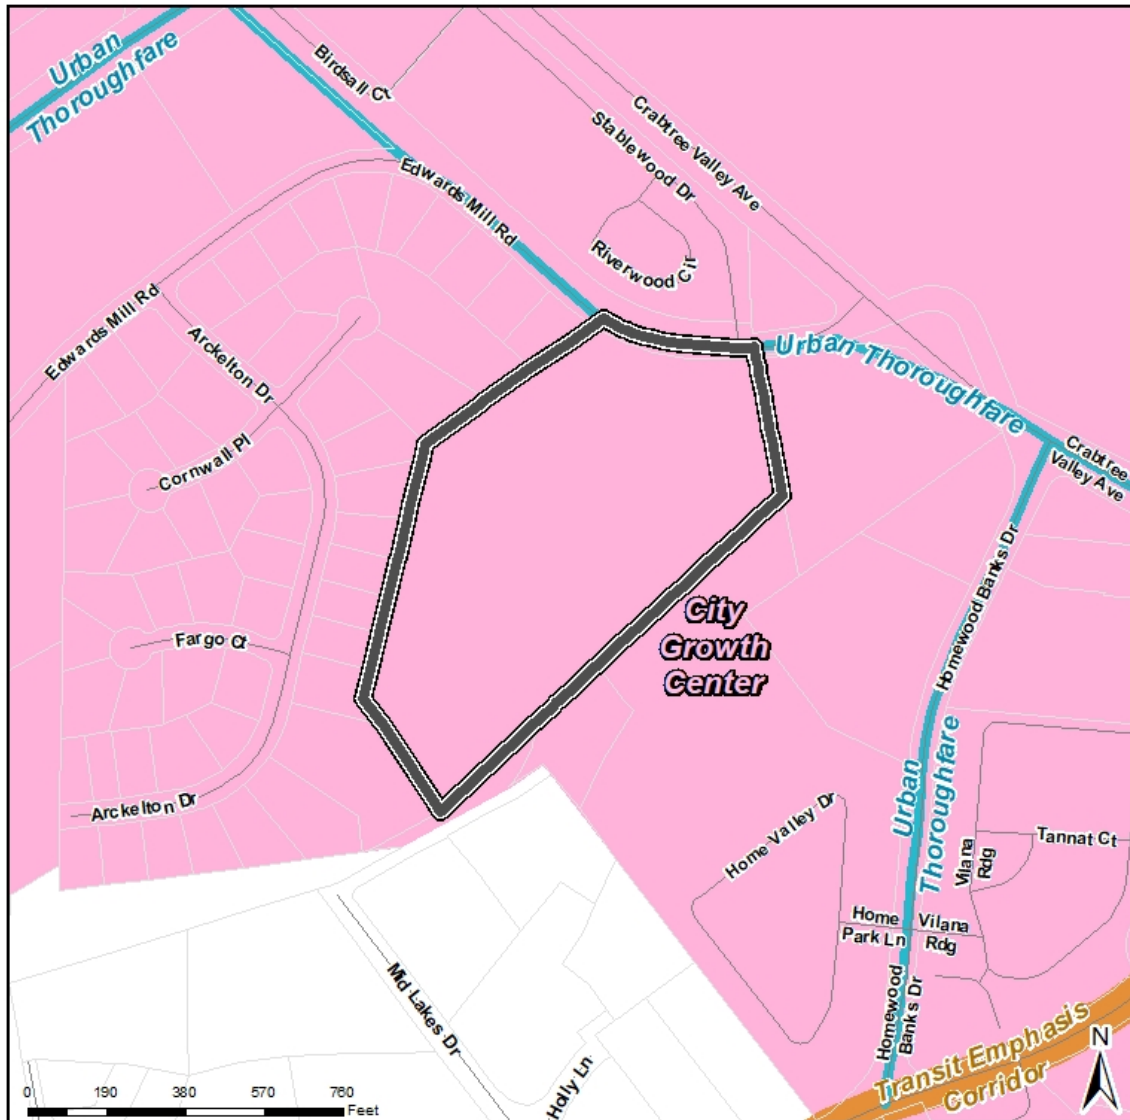 Urban
Thoroughfare
Birdsall Ct
Crabtree Valley Ave
Stablewood Dr
Edwards Mill Rd
Riverwood Cir
Edwards Mill Rd
Arckelton Dr
Urban Thoroughfare
Cornwall Pl
Crabtree
Valley Ave
Homewood Banks Dr
City
Growth
Center
Fargo Ct
Urban
Thoroughfare
Arckelton Dr
Home Valley Dr
Vilana
Rdg
Tannat Ct
Home
Park Ln
Vilana
Rdg
Mid Lakes Dr
Homewood
Banks Dr
Transit Emphasis
Corridor
N
Holly Ln
0 190 380 570 760
Feet